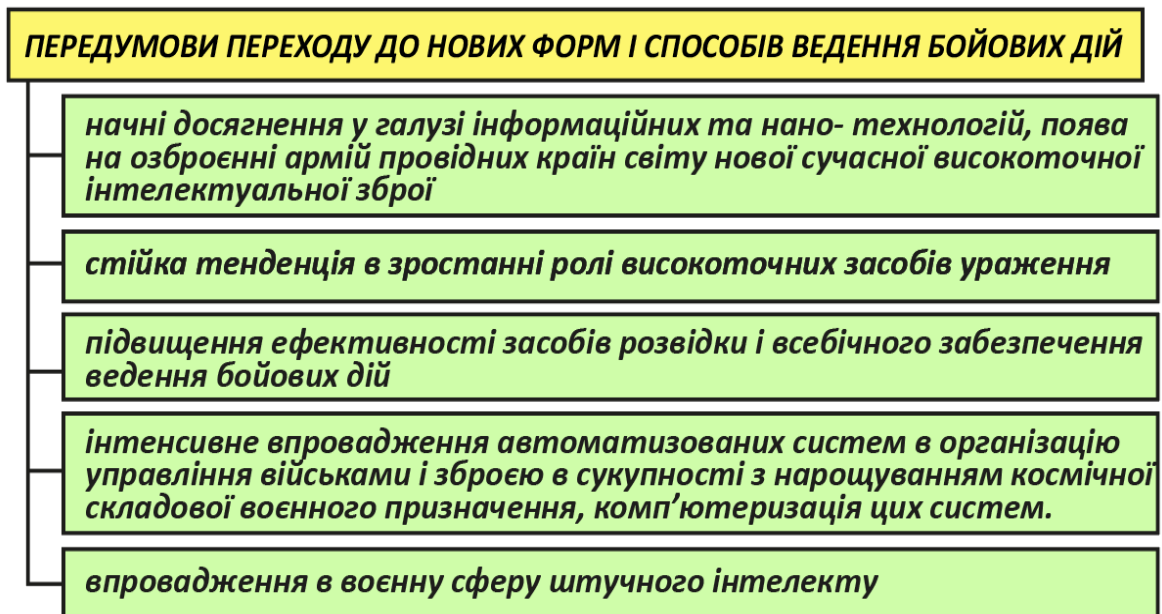 ПЕРЕДУМОВИ ПЕРЕХОДУ ДО НОВИХ ФОРМ І СПОСОБІВ ВЕДЕННЯ БОЙОВИХ ДІЙ
начні досягнення у галузі інформаційних та нано- технологій, поява
на озброєнні армій провідних країн світу нової сучасної високоточної
інтелектуальної зброї
стійка тенденція в зростанні ролі високоточних засобів ураження
підвищення ефективності засобів розвідки і всебічного забезпечення
ведення бойових дій
інтенсивне впровадження автоматизованих систем в організацію
управління військами і зброєю в сукупності з нарощуванням космічної
складової воєнного призначення, комп’ютеризація цих систем.
впровадження в воєнну сферу штучного інтелекту